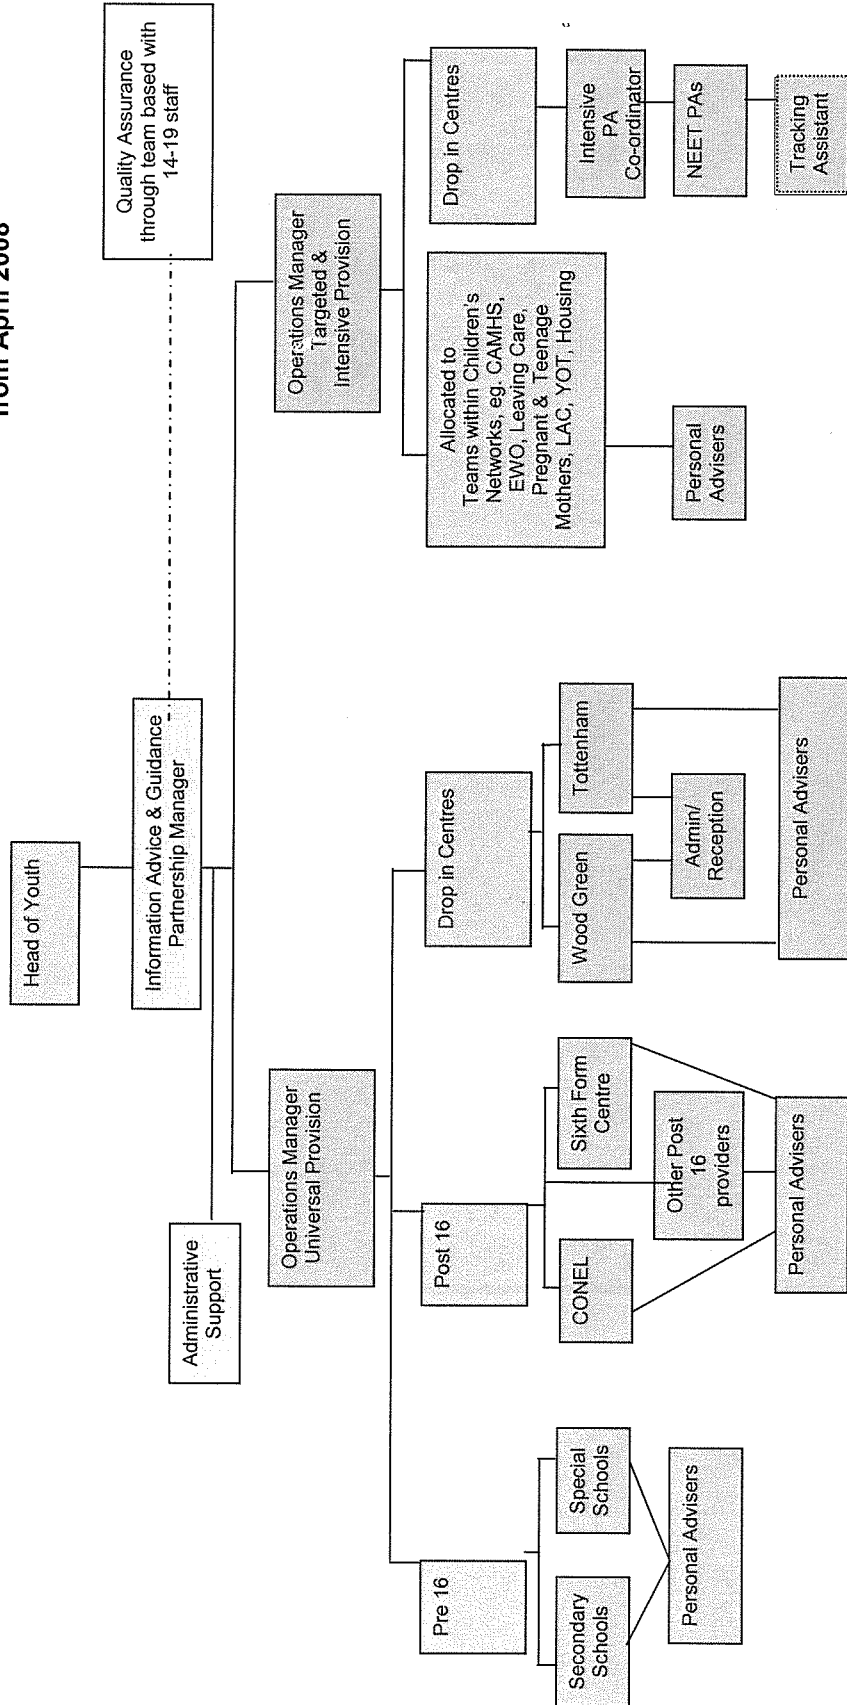 from April 2008
Head of Youth
Information Advice & Guidance
Partnership Manager
Quality Assurance
through team based with
14-19 staff
Administrative
Support
Operations Manager
Universal Provision
Operations Manager
Targeted &
Intensive Provision
Pre 16
Post 16
Drop in Centres
Allocated to
Teams within Children's
Networks, eg. CAMHS,
EWO, Leaving Care,
Pregnant & Teenage
Mothers, LAC, YOT, Housing
Drop in Centres
Secondary
Schools
Special
Schools
CONEL
Sixth Form
Centre
Wood Green
Tottenham
Intensive
PA
Co-ordinator
Other Post
16
providers
Admin/
Reception
Personal Advisers
Personal
Advisers
NEET PAs
Personal Advisers
Personal Advisers
Tracking
Assistant